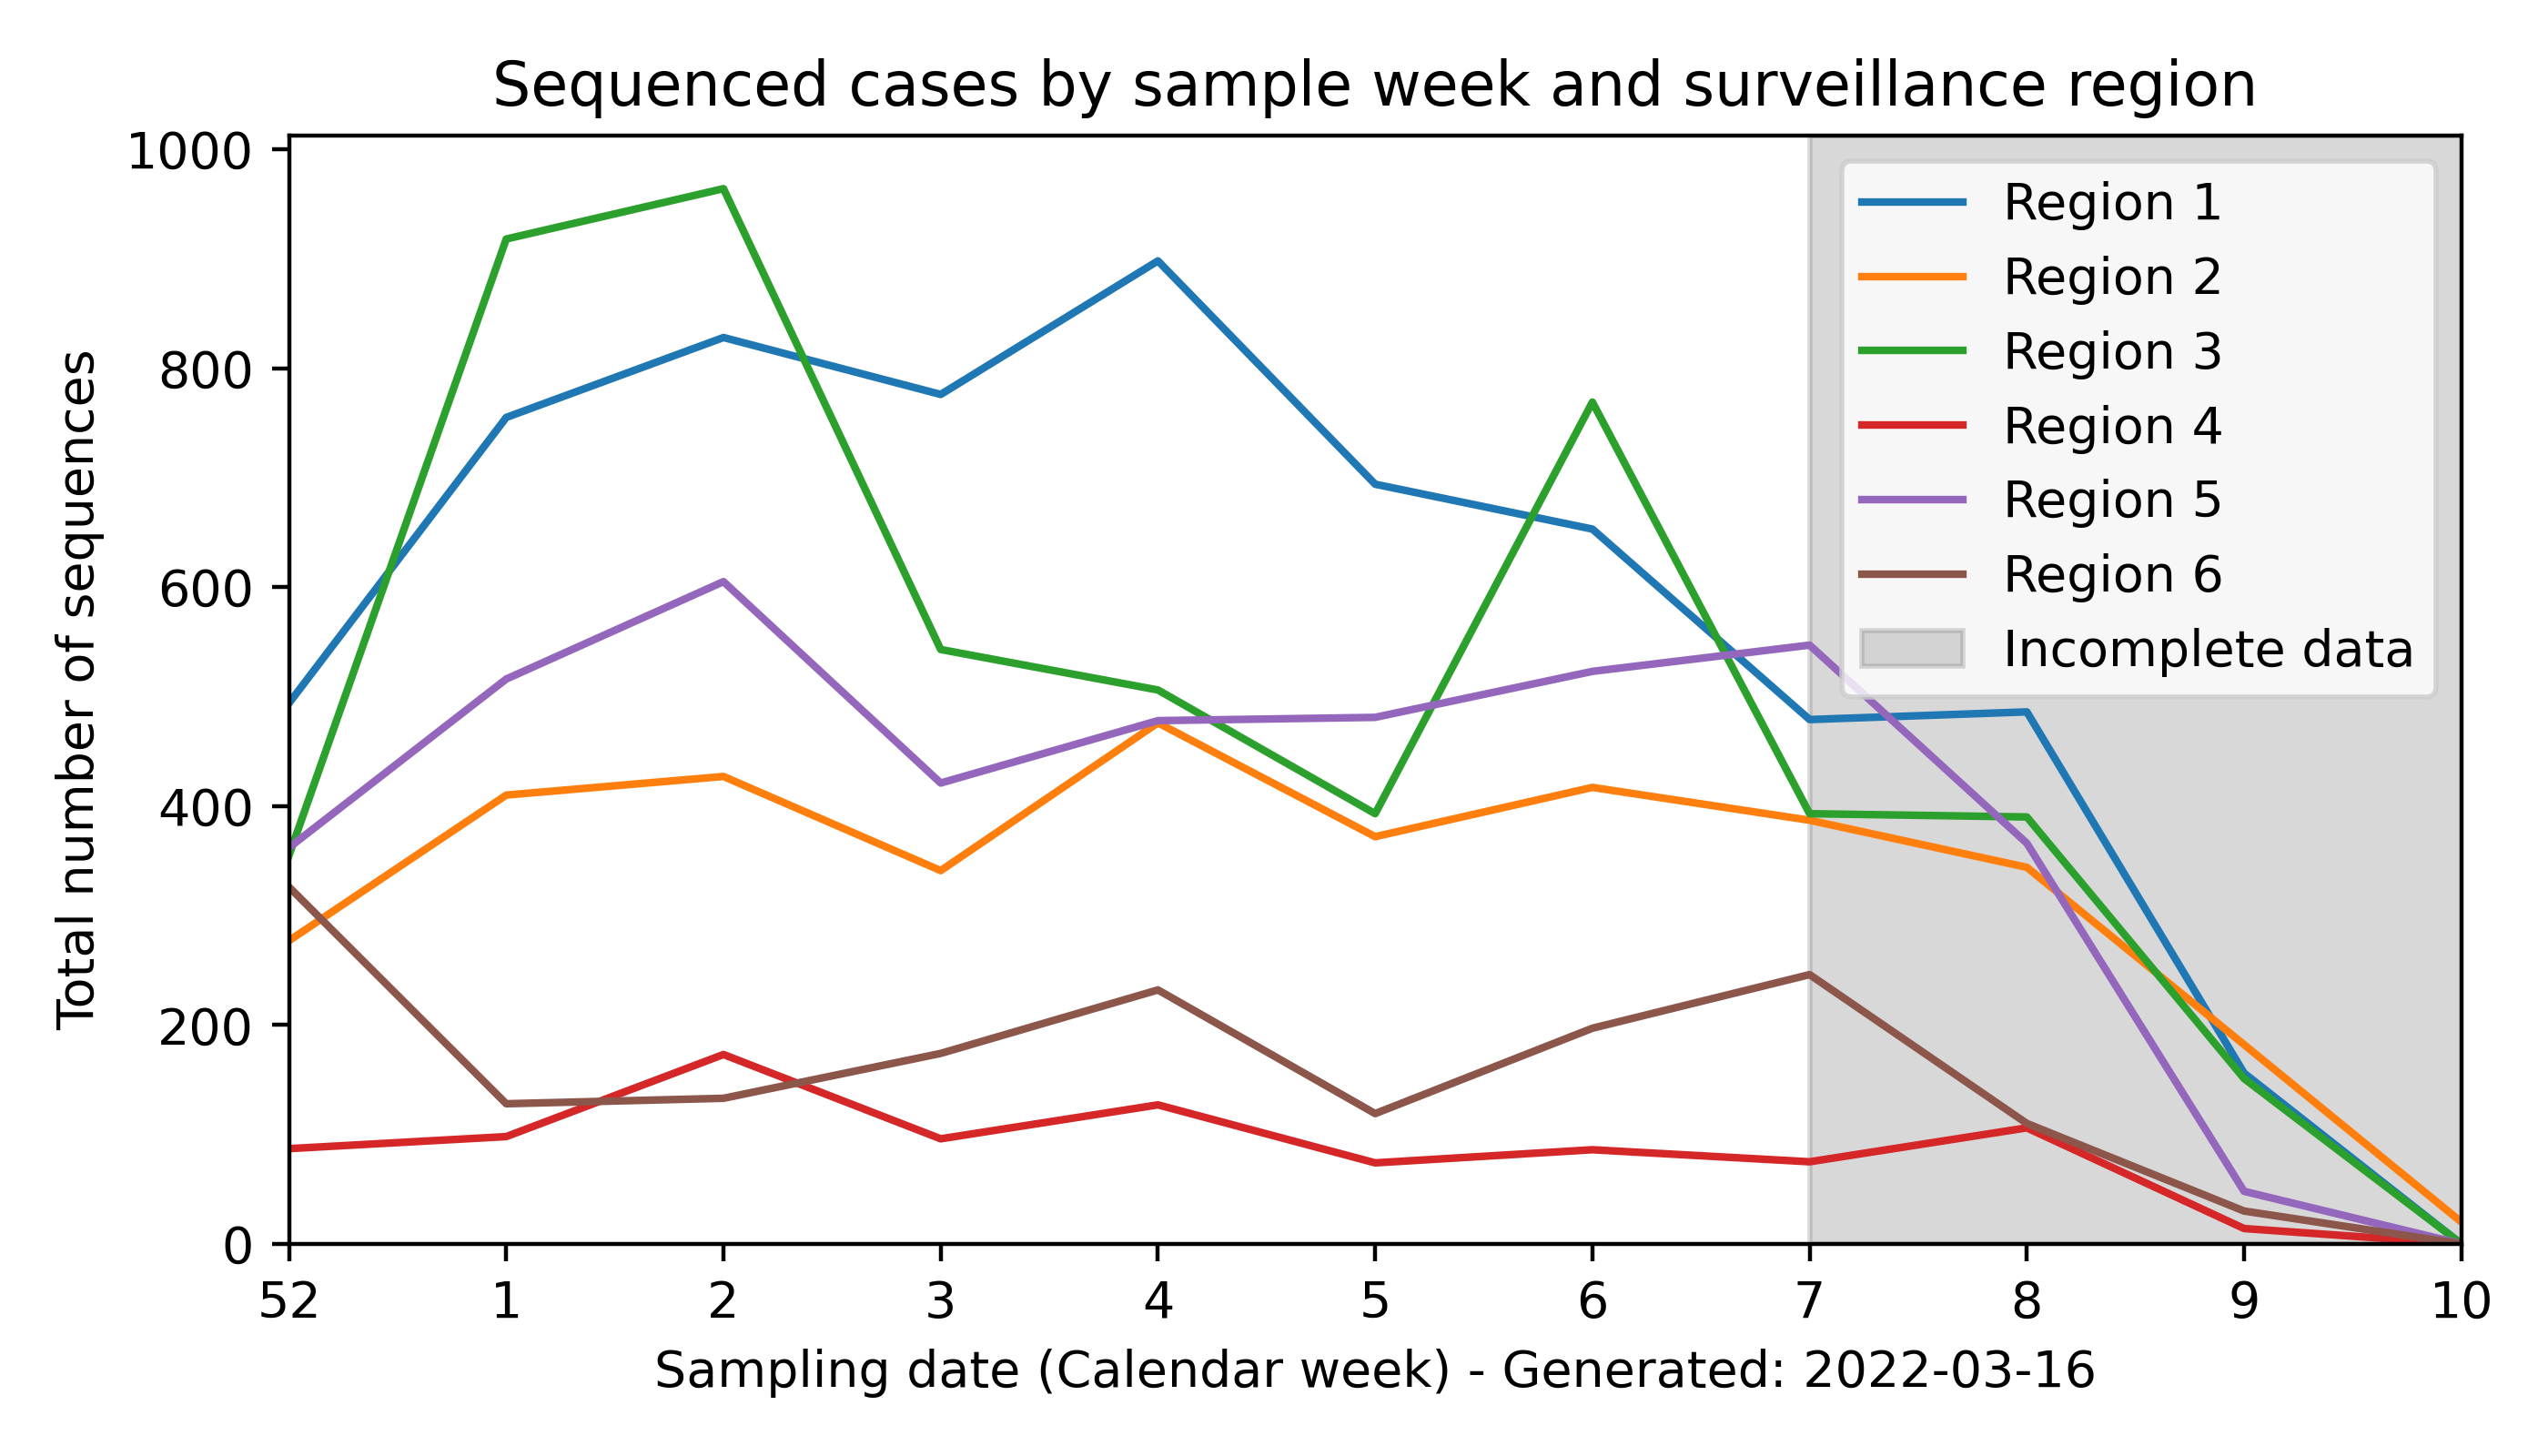 Sequenced cases by sample week and surveillance region
1000
800
600
400
200
0
Total number of sequences
Region 1
Region 2
Region 3
Region 4
Region 5
Region 6
Incomplete data
52 1 2 3 4 5 6 7 8 9 10
Sampling date (Calendar week) - Generated: 2022-03-16